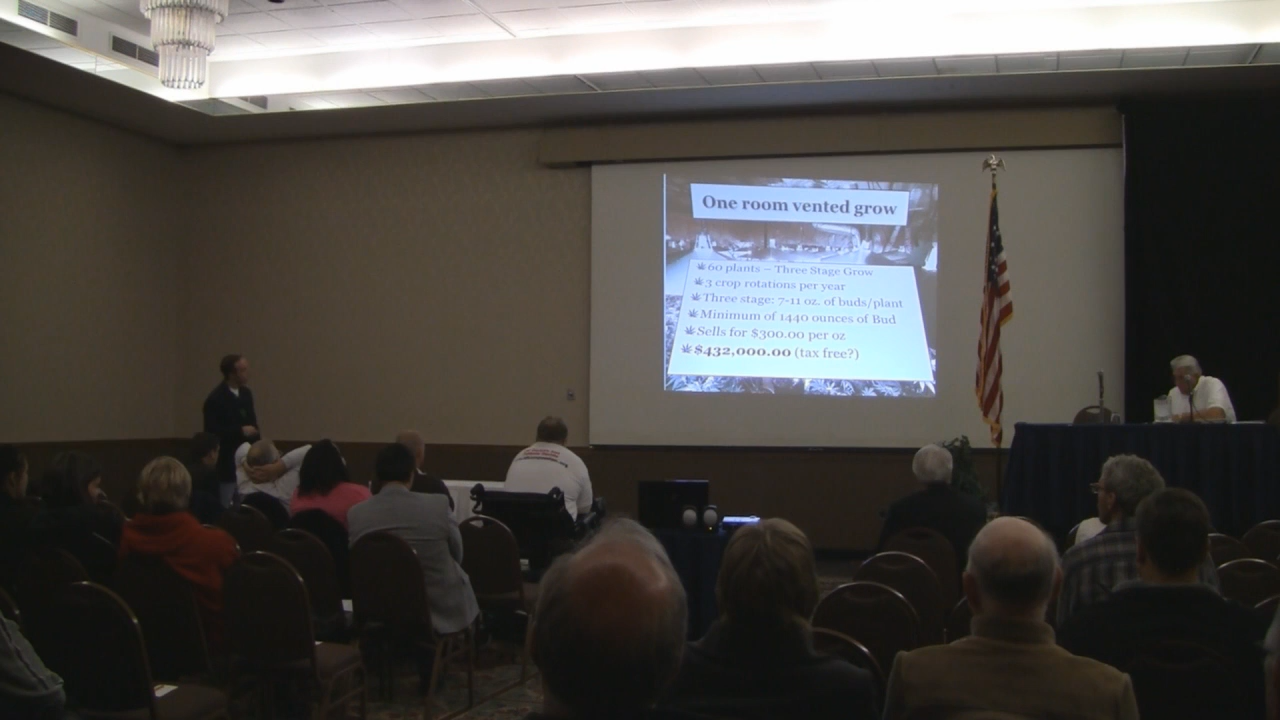 One room vented grow
60 plants – Three Stage Grow
3 crop rotations per year
Three stage: 7-11 oz. of buds/plant
Minimum of 1440 ounces of Bud
Sells for $300.00 per oz
$432,000.00 (tax free?)